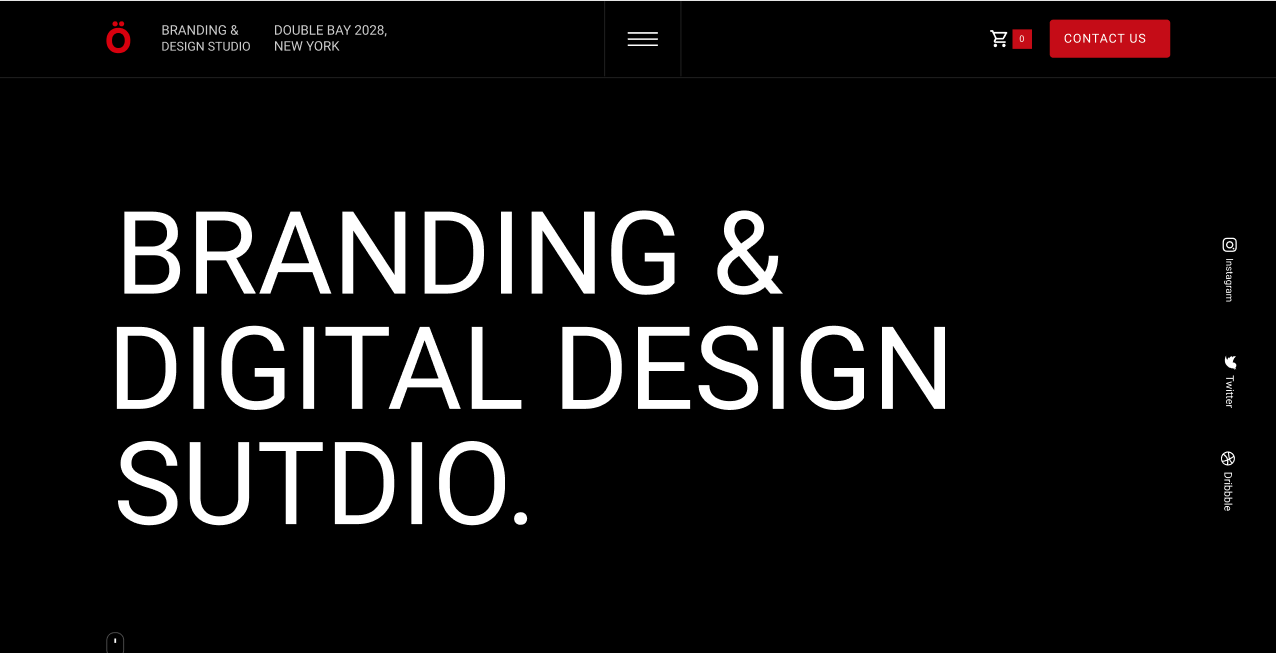 Ö
BRANDING &
DESIGN STUDIO
DOUBLE BAY 2028,
NEW YORK
0
CONTACT US
BRANDING &
DIGITAL DESIGN
SUTDIO.
Instagram
Twitter
Dribbble